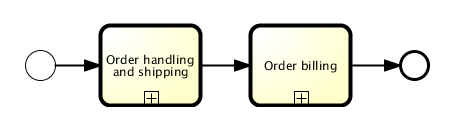 Order handling
and shipping
Order billing